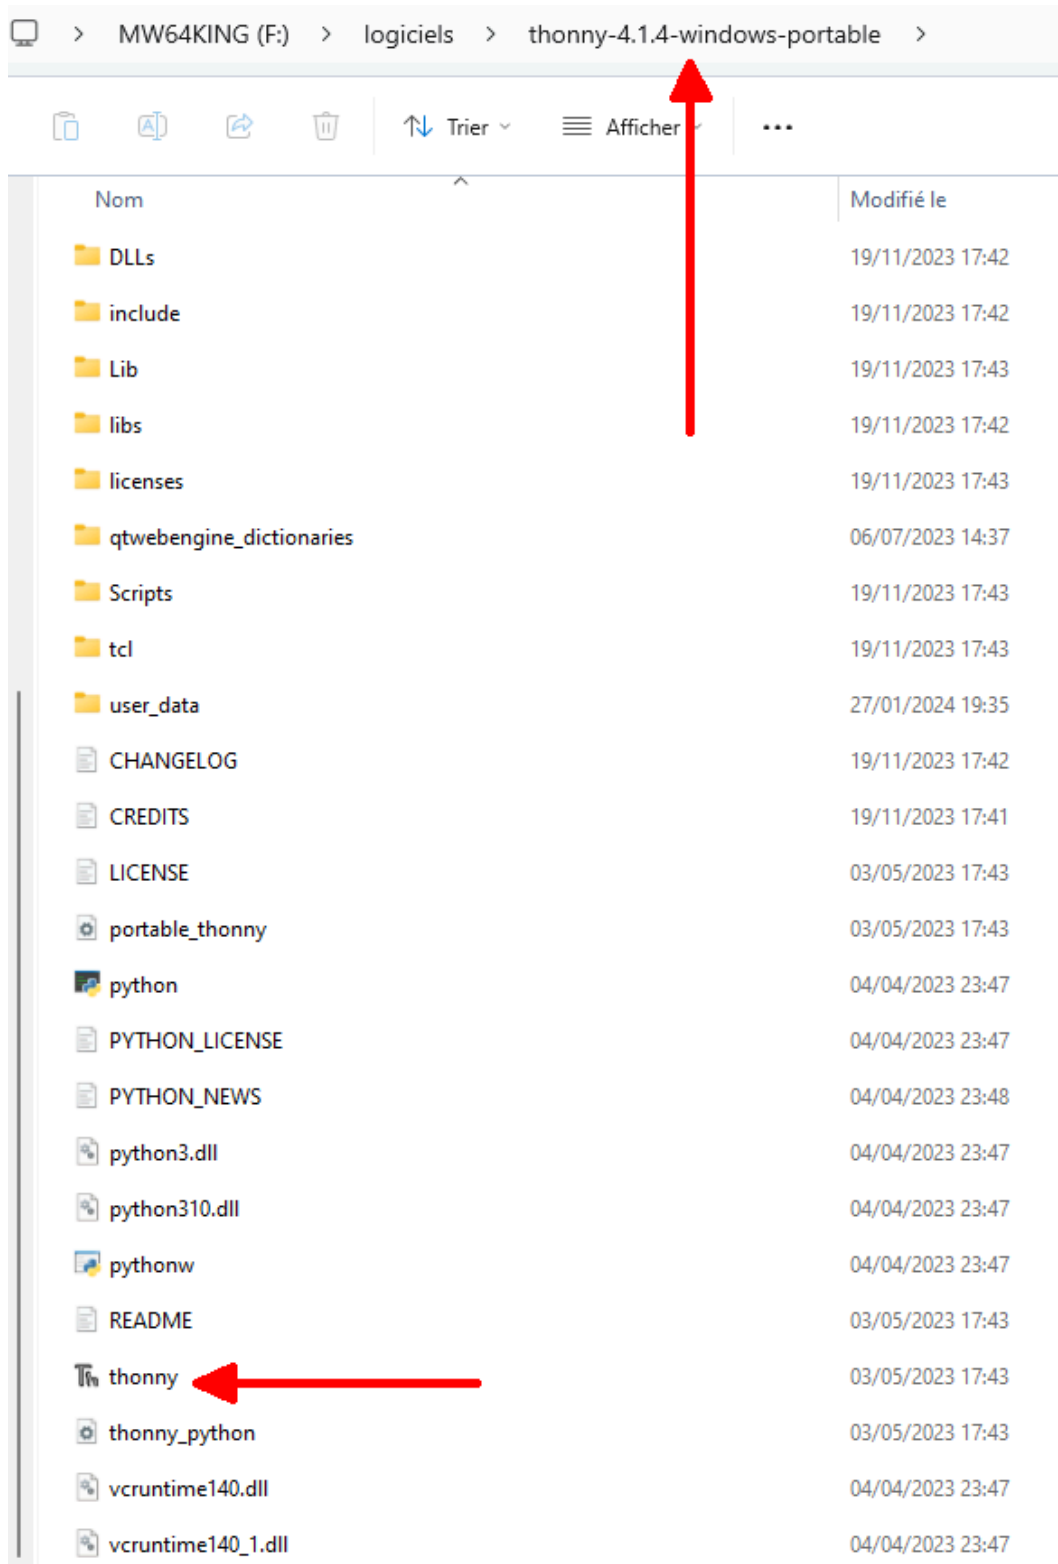 MW64KING (F:) > logiciels > thonny-4.1.4-windows-portable >
Trier Afficher ...
Nom Modifié le
DLLs 19/11/2023 17:42
include 19/11/2023 17:42
Lib 19/11/2023 17:43
libs 19/11/2023 17:42
licenses 19/11/2023 17:43
qtwebengine_dictionaries 06/07/2023 14:37
Scripts 19/11/2023 17:43
tcl 19/11/2023 17:43
user_data 27/01/2024 19:35
CHANGELOG 19/11/2023 17:42
CREDITS 19/11/2023 17:41
LICENSE 03/05/2023 17:43
portable_thonny 03/05/2023 17:43
python 04/04/2023 23:47
PYTHON_LICENSE 04/04/2023 23:47
PYTHON_NEWS 04/04/2023 23:48
python3.dll 04/04/2023 23:47
python310.dll 04/04/2023 23:47
pythonw 04/04/2023 23:47
README 03/05/2023 17:43
thonny 03/05/2023 17:43
thonny_python 03/05/2023 17:43
vcruntime140.dll 04/04/2023 23:47
vcruntime140_1.dll 04/04/2023 23:47